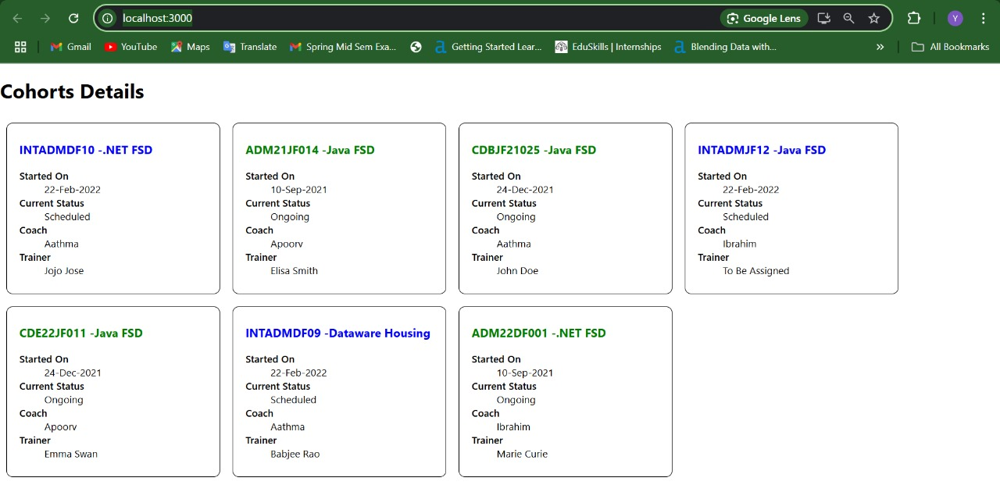 localhost:3000
Google Lens
Y
Gmail
YouTube
Maps
Translate
Spring Mid Sem Exa...
Getting Started Lear...
EduSkills | Internships
Blending Data with...
»
All Bookmarks
Cohorts Details
INTADMDF10 -.NET FSD
Started On
22-Feb-2022
Current Status
Scheduled
Coach
Aathma
Trainer
Jojo Jose
ADM21JF014 -Java FSD
Started On
10-Sep-2021
Current Status
Ongoing
Coach
Apoorv
Trainer
Elisa Smith
CDBJF21025 -Java FSD
Started On
24-Dec-2021
Current Status
Ongoing
Coach
Aathma
Trainer
John Doe
INTADMJF12 -Java FSD
Started On
22-Feb-2022
Current Status
Scheduled
Coach
Ibrahim
Trainer
To Be Assigned
CDE22JF011 -Java FSD
Started On
24-Dec-2021
Current Status
Ongoing
Coach
Apoorv
Trainer
Emma Swan
INTADMDF09 -Dataware Housing
Started On
22-Feb-2022
Current Status
Scheduled
Coach
Aathma
Trainer
Babjee Rao
ADM22DF001 -.NET FSD
Started On
10-Sep-2021
Current Status
Ongoing
Coach
Ibrahim
Trainer
Marie Curie